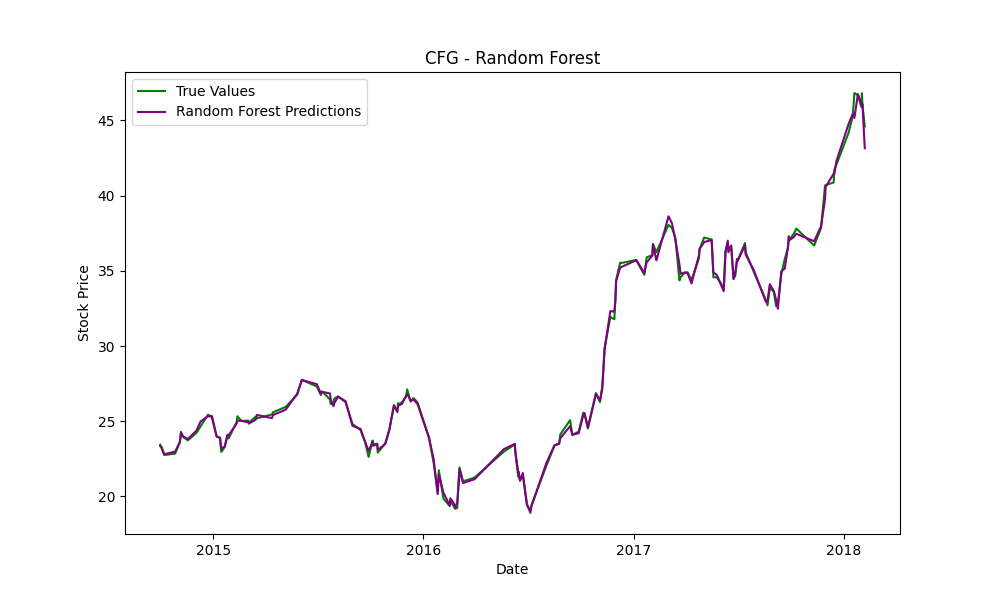 CFG - Random Forest
True Values
Random Forest Predictions
Stock Price
45
40
35
30
25
20
2015 2016 2017 2018
Date